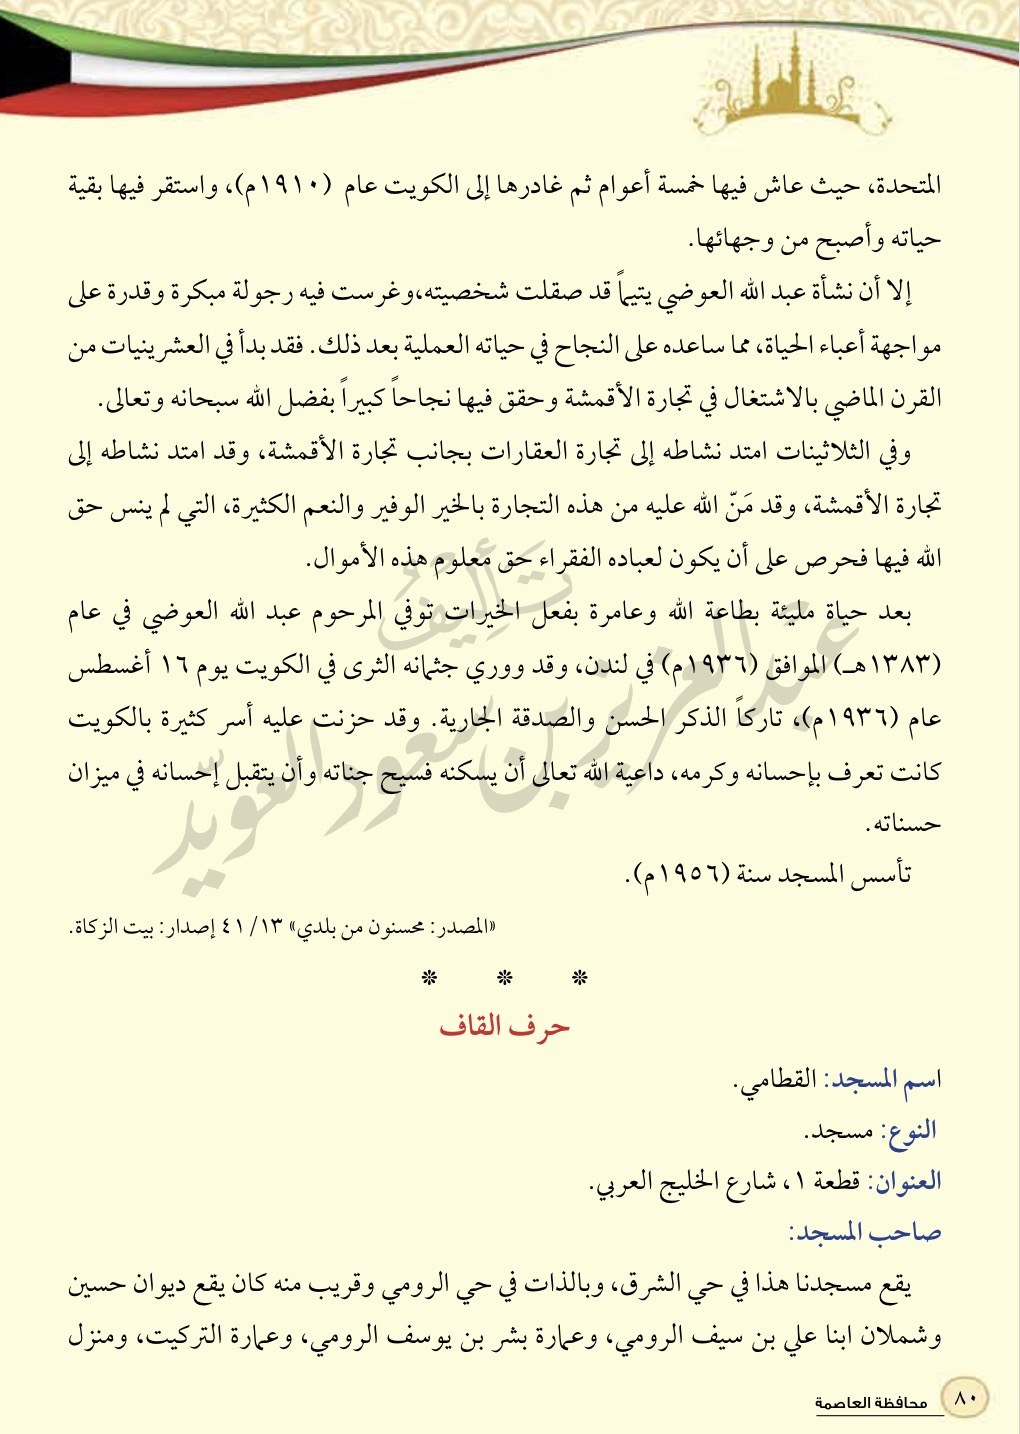 المتحدة، حيث عاش فيها خمسة أعوام ثم غادرها إلى الكويت عام (١٩١٠م)، واستقر فيها بقية
حياته وأصبح من وجهائها.
إلا أن نشأة عبد الله العوضي يتيماً قد صقلت شخصيته،وغرست فيه رجولة مبكرة وقدرة على
مواجهة أعباء الحياة، مما ساعده على النجاح في حياته العملية بعد ذلك. فقد بدأ في العشرينيات من
القرن الماضي بالاشتغال في تجارة الأقمشة وحقق فيها نجاحاً كبيراً بفضل الله سبحانه وتعالى.
وفي الثلاثينات امتد نشاطه إلى تجارة العقارات بجانب تجارة الأقمشة، وقد امتد نشاطه إلى
تجارة الأقمشة، وقد مَنّ الله عليه من هذه التجارة بالخير الوفير والنعم الكثيرة، التي لم ينس حق
الله فيها فحرص على أن يكون لعباده الفقراء حق معلوم هذه الأموال.
بعد حياة مليئة بطاعة الله وعامرة بفعل الخيرات توفي المرحوم عبد الله العوضي في عام
(١٣٨٣هـ) الموافق (١٩٣٦م) في لندن، وقد ووري جثمانه الثرى في الكويت يوم ١٦ أغسطس
عام (١٩٣٦م)، تاركاً الذكر الحسن والصدقة الجارية. وقد حزنت عليه أسر كثيرة بالكويت
كانت تعرف بإحسانه وكرمه، داعية الله تعالى أن يسكنه فسيح جناته وأن يتقبل إحسانه في ميزان
حسناته.
تأسس المسجد سنة (١٩٥٦م).
«المصدر: محسنون من بلدي» ٤١/١٣ إصدار: بيت الزكاة.
* * *
حرف القاف
اسم المسجد: القطامي.
النوع: مسجد.
العنوان: قطعة ١، شارع الخليج العربي.
صاحب المسجد:
يقع مسجدنا هذا في حي الشرق، وبالذات في حي الرومي وقريب منه كان يقع ديوان حسين
وشملان ابنا علي بن سيف الرومي، وعمارة بشر بن يوسف الرومي، وعمارة التركيت، ومنزل
٨٠ محافظة العاصمة
تأليف
عبدالعزيز بن سعود العويد